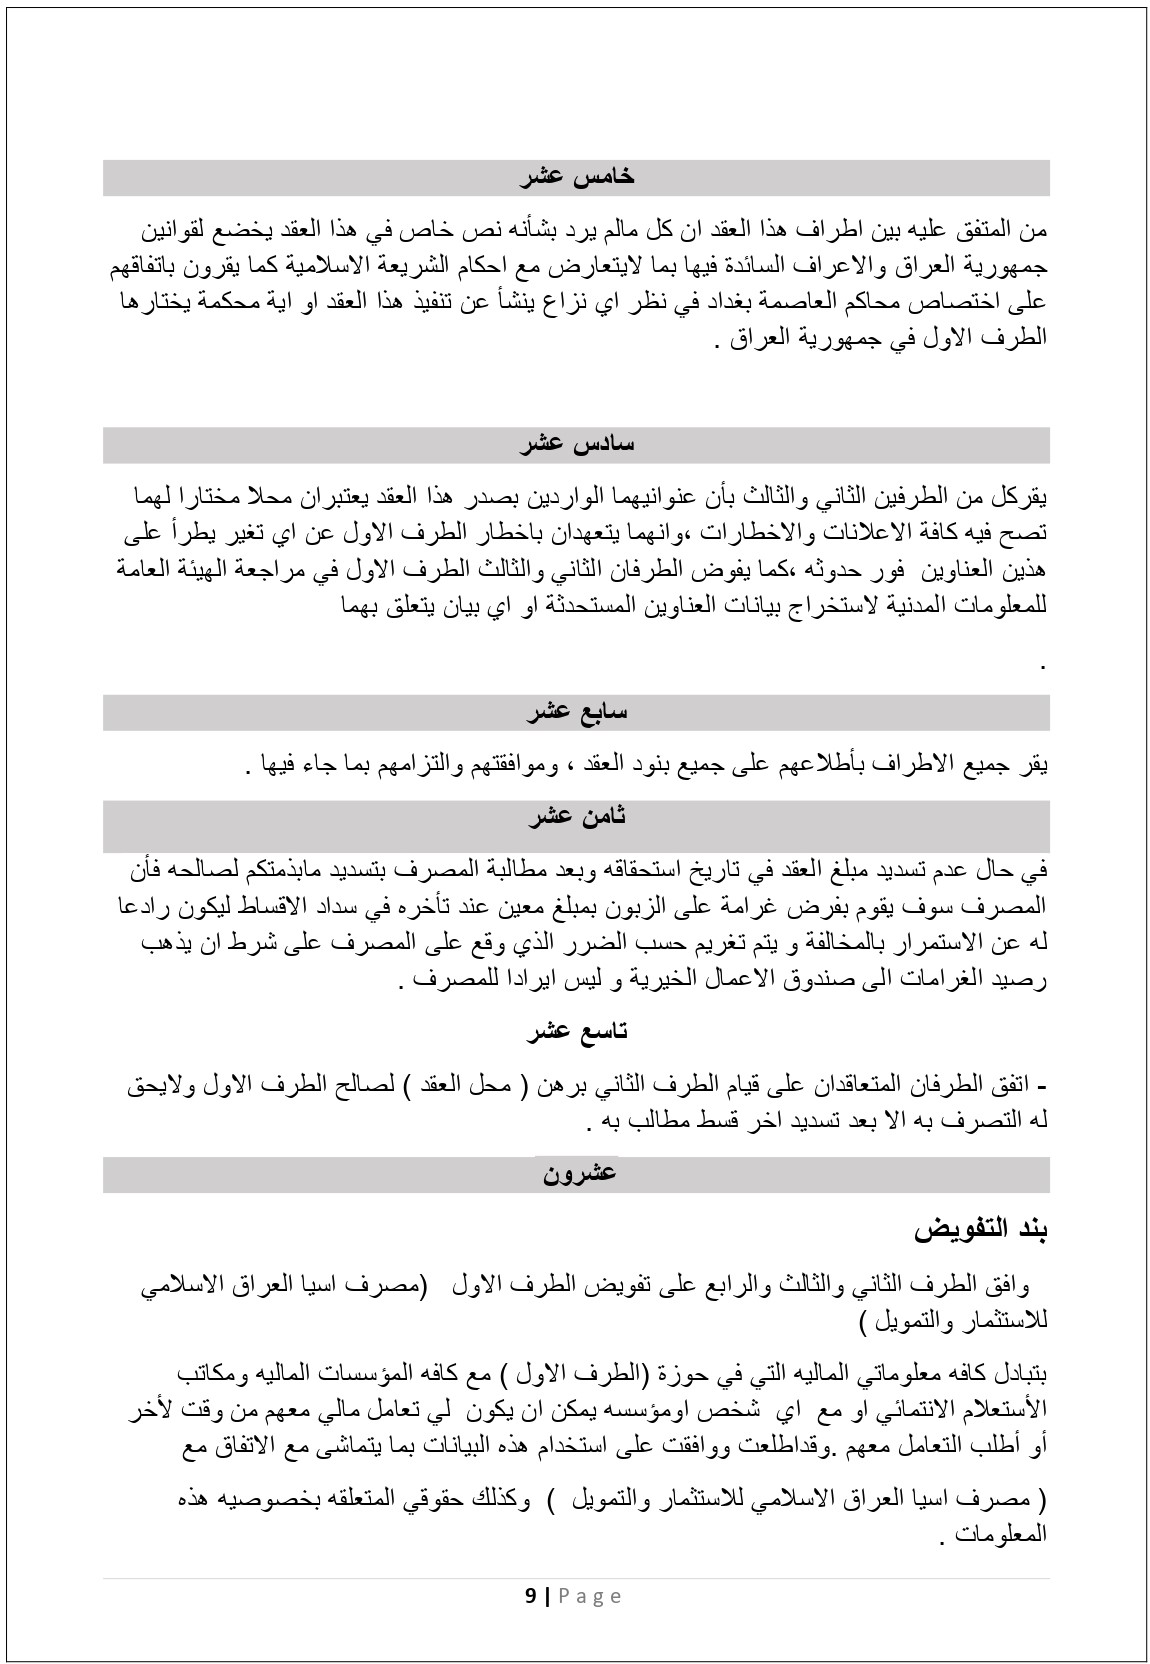 خامس عشر
من المتفق عليه بين اطراف هذا العقد ان كل مالم يرد بشأنه نص خاص في هذا العقد يخضع لقوانين
جمهورية العراق والاعراف السائدة فيها بما لايتعارض مع احكام الشريعة الاسلامية كما يقرون باتفاقهم
على اختصاص محاكم العاصمة بغداد في نظر اي نزاع ينشأ عن تنفيذ هذا العقد او اية محكمة يختارها
الطرف الاول في جمهورية العراق .
سادس عشر
يقركل من الطرفين الثاني والثالث بأن عنوانيهما الواردين بصدر هذا العقد يعتبران محلا مختارا لهما
تصح فيه كافة الاعلانات والاخطارات ،وانهما يتعهدان باخطار الطرف الاول عن اي تغير يطرأ على
هذين العناوين فور حدوثه ،كما يفوض الطرفان الثاني والثالث الطرف الاول في مراجعة الهيئة العامة
للمعلومات المدنية لاستخراج بيانات العناوين المستحدثة او اي بيان يتعلق بهما
.
سابع عشر
يقر جميع الاطراف بأطلاعهم على جميع بنود العقد ، وموافقتهم والتزامهم بما جاء فيها .
ثامن عشر
في حال عدم تسديد مبلغ العقد في تاريخ استحقاقه وبعد مطالبة المصرف بتسديد مابذمتكم لصالحه فأن
المصرف سوف يقوم بفرض غرامة على الزبون بمبلغ معين عند تأخره في سداد الاقساط ليكون رادعا
له عن الاستمرار بالمخالفة و يتم تغريم حسب الضرر الذي وقع على المصرف على شرط ان يذهب
رصيد الغرامات الى صندوق الاعمال الخيرية و ليس ايرادا للمصرف .
تاسع عشر
- اتفق الطرفان المتعاقدان على قيام الطرف الثاني برهن ( محل العقد ) لصالح الطرف الاول ولايحق
له التصرف به الا بعد تسديد اخر قسط مطالب به .
عشرون
بند التفويض
وافق الطرف الثاني والثالث والرابع على تفويض الطرف الاول (مصرف اسيا العراق الاسلامي
للاستثمار والتمويل )
بتبادل كافه معلوماتي الماليه التي في حوزة (الطرف الاول ) مع كافه المؤسسات الماليه ومكاتب
الأستعلام الانتمائي او مع اي شخص اومؤسسه يمكن ان يكون لي تعامل مالي معهم من وقت لأخر
أو أطلب التعامل معهم .وقداطلعت ووافقت على استخدام هذه البيانات بما يتماشى مع الاتفاق مع
( مصرف اسيا العراق الاسلامي للاستثمار والتمويل ) وكذلك حقوقي المتعلقه بخصوصيه هذه
المعلومات .
9 | Page